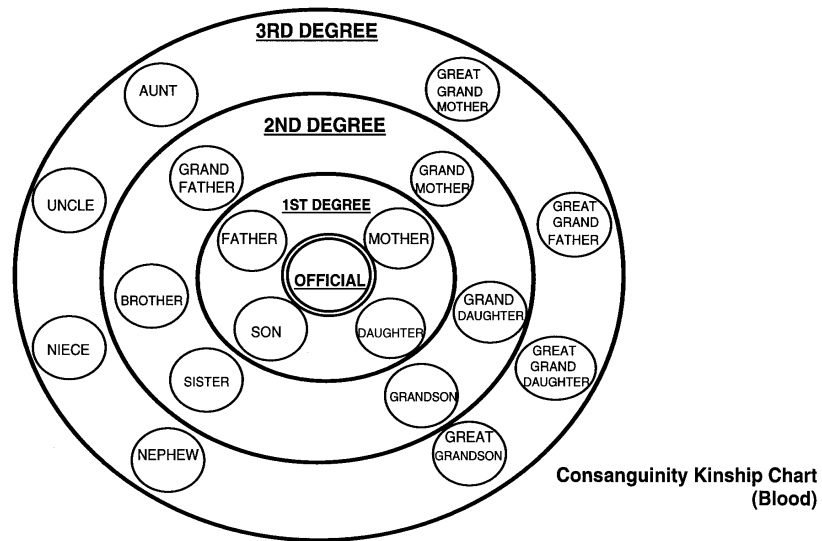 3RD DEGREE
AUNT
GREAT
GRAND
MOTHER
2ND DEGREE
GRAND
FATHER
GRAND
MOTHER
UNCLE
1ST DEGREE
GREAT
GRAND
FATHER
FATHER
MOTHER
OFFICIAL
BROTHER
GRAND
DAUGHTER
SON
DAUGHTER
NIECE
GREAT
GRAND
DAUGHTER
SISTER
GRANDSON
NEPHEW
GREAT
GRANDSON
Consanguinity Kinship Chart
(Blood)